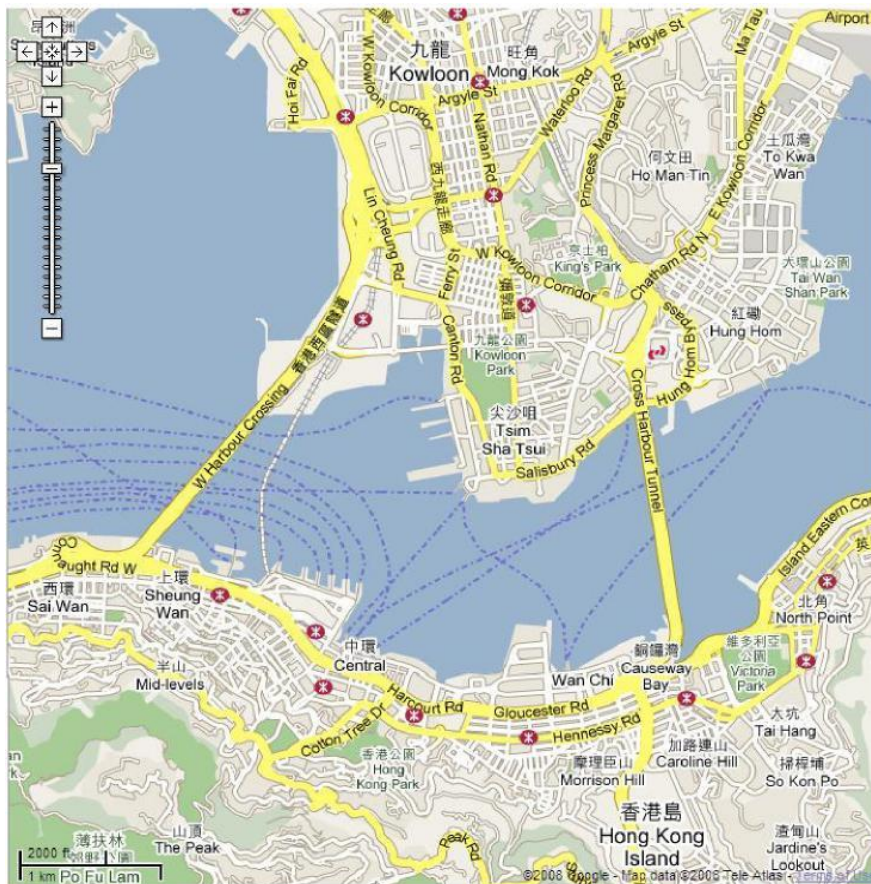 九龍
Kowloon
旺角
Mong Kok
Argyle St
Argyle St
Airport
Ma Tau
Hoi Fai Rd
W Kowloon Corridor
Nathan Rd
Waterloo Rd
Princess Margaret Rd
土瓜灣
To Kwa
Wan
何文田
Ho Man Tin
E Kowloon Corridor
西九龍走廊
Lin Cheung Rd
Ferry St
W Kowloon Corridor
京士柏
King's Park
Chatham Rd N
大環山公園
Tai Wan
Shan Park
紅磡
Hung Hom
Hung Hom Bypass
彌敦道
香港西區隧道
W Harbour Crossing
Canton Rd
九龍公園
Kowloon
Park
尖沙咀
Tsim
Sha Tsui
Salisbury Rd
Cross Harbour Tunnel
Connaught Rd W
Island Eastern Cor
英
西環
Sai Wan
上環
Sheung
Wan
北角
North Point
中環
Central
銅鑼灣
Causeway
Bay
維多利亞
公園
Victoria
Park
半山
Mid-levels
Wan Chi
Harcourt Rd
Gloucester Rd
Hennessy Rd
Cotton Tree Dr
大坑
Tai Hang
香港公園
Hong
Kong Park
摩理臣山
Morrison Hill
加路連山
Caroline Hill
掃桿埔
So Kon Po
香港島
Hong Kong
Island
山頂
The Peak
Peak Rd
渣甸山
Jardine's
Lookout
薄扶林
郊野公園
Po Fu Lam
2000 ft
1 km
©2008 Google - Map data ©2008 Tele Atlas - Terms of Use